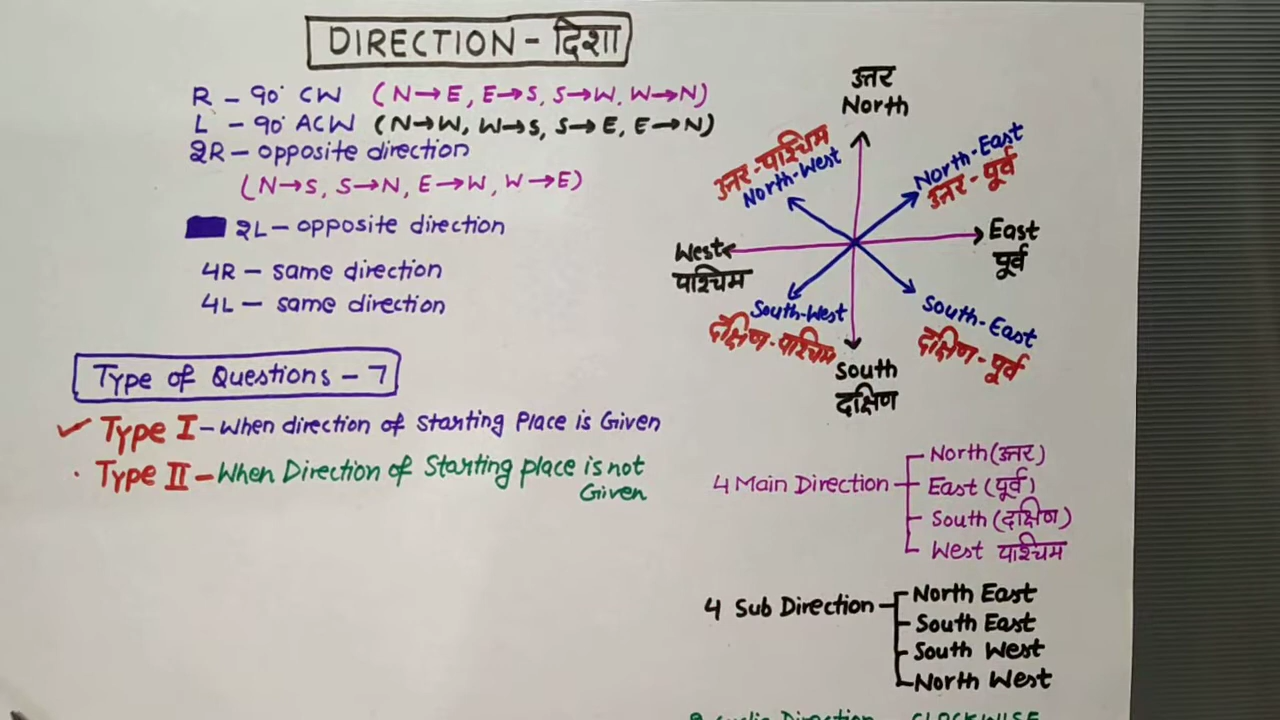 DIRECTION - दिशा
R - 90° CW (N→E, E→S, S→W, W→N)
L - 90° ACW (N→W, W→S, S→E, E→N)
2R - opposite direction
(N→S, S→N, E→W, W→E)
2L - opposite direction
4R - same direction
4L - same direction
Type of Questions - 7
✓ Type I - When direction of Starting Place is Given
· Type II - When Direction of Starting place is not
Given
उत्तर
North
उत्तर-पश्चिम
North-West
North-East
उत्तर-पूर्व
West
पश्चिम
East
पूर्व
South-West
दक्षिण-पश्चिम
South-East
दक्षिण-पूर्व
South
दक्षिण
4 Main Direction
North (उत्तर)
East (पूर्व)
South (दक्षिण)
West पश्चिम
4 Sub Direction
North East
South East
South West
North West
Direction CLOCKWISE